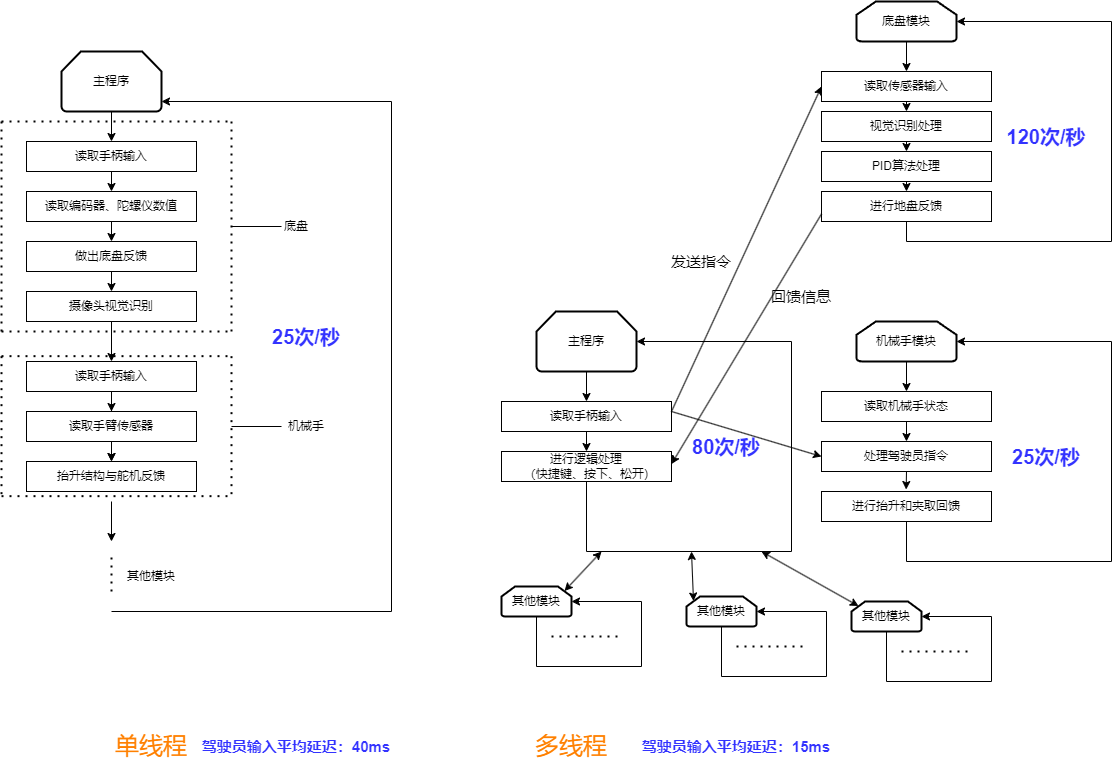 主程序
读取手柄输入
读取编码器、陀螺仪数值
做出底盘反馈
摄像头视觉识别
底盘
25次/秒
读取手柄输入
读取手臂传感器
抬升结构与舵机反馈
机械手
其他模块
单线程
驾驶员输入平均延迟：40ms
底盘模块
读取传感器输入
视觉识别处理
PID算法处理
进行地盘反馈
120次/秒
发送指令
回馈信息
主程序
读取手柄输入
进行逻辑处理
(快捷键、按下、松开)
80次/秒
机械手模块
读取机械手状态
处理驾驶员指令
进行抬升和夹取回馈
25次/秒
其他模块
其他模块
其他模块
多线程
驾驶员输入平均延迟：15ms